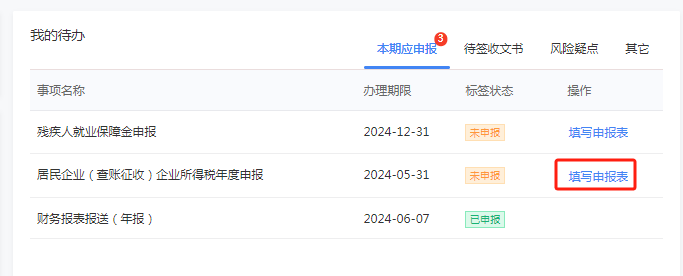 我的待办
本期应申报 3 待签收文书 风险疑点 其它
事项名称 办理期限 标签状态 操作
残疾人就业保障金申报 2024-12-31 未申报 填写申报表
居民企业（查账征收）企业所得税年度申报 2024-05-31 未申报 填写申报表
财务报表报送（年报） 2024-06-07 已申报